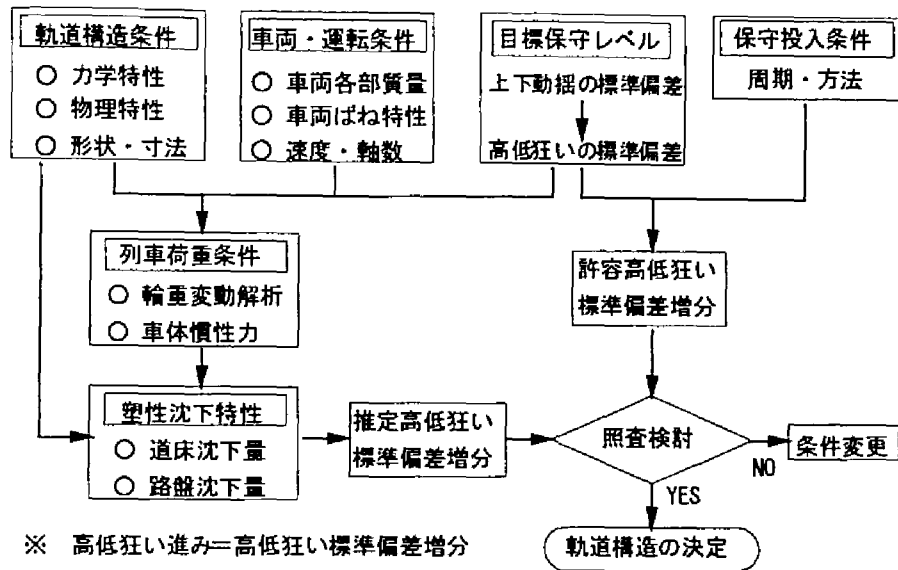 軌道構造条件
○ 力学特性
○ 物理特性
○ 形状・寸法
車両・運転条件
○ 車両各部質量
○ 車両ばね特性
○ 速度・軸数
目標保守レベル
上下動揺の標準偏差
高低狂いの標準偏差
保守投入条件
周期・方法
列車荷重条件
○ 輪重変動解析
○ 車体慣性力
許容高低狂い
標準偏差増分
塑性沈下特性
○ 道床沈下量
○ 路盤沈下量
推定高低狂い
標準偏差増分
照査検討
NO
条件変更
YES
軌道構造の決定
※ 高低狂い進み=高低狂い標準偏差増分